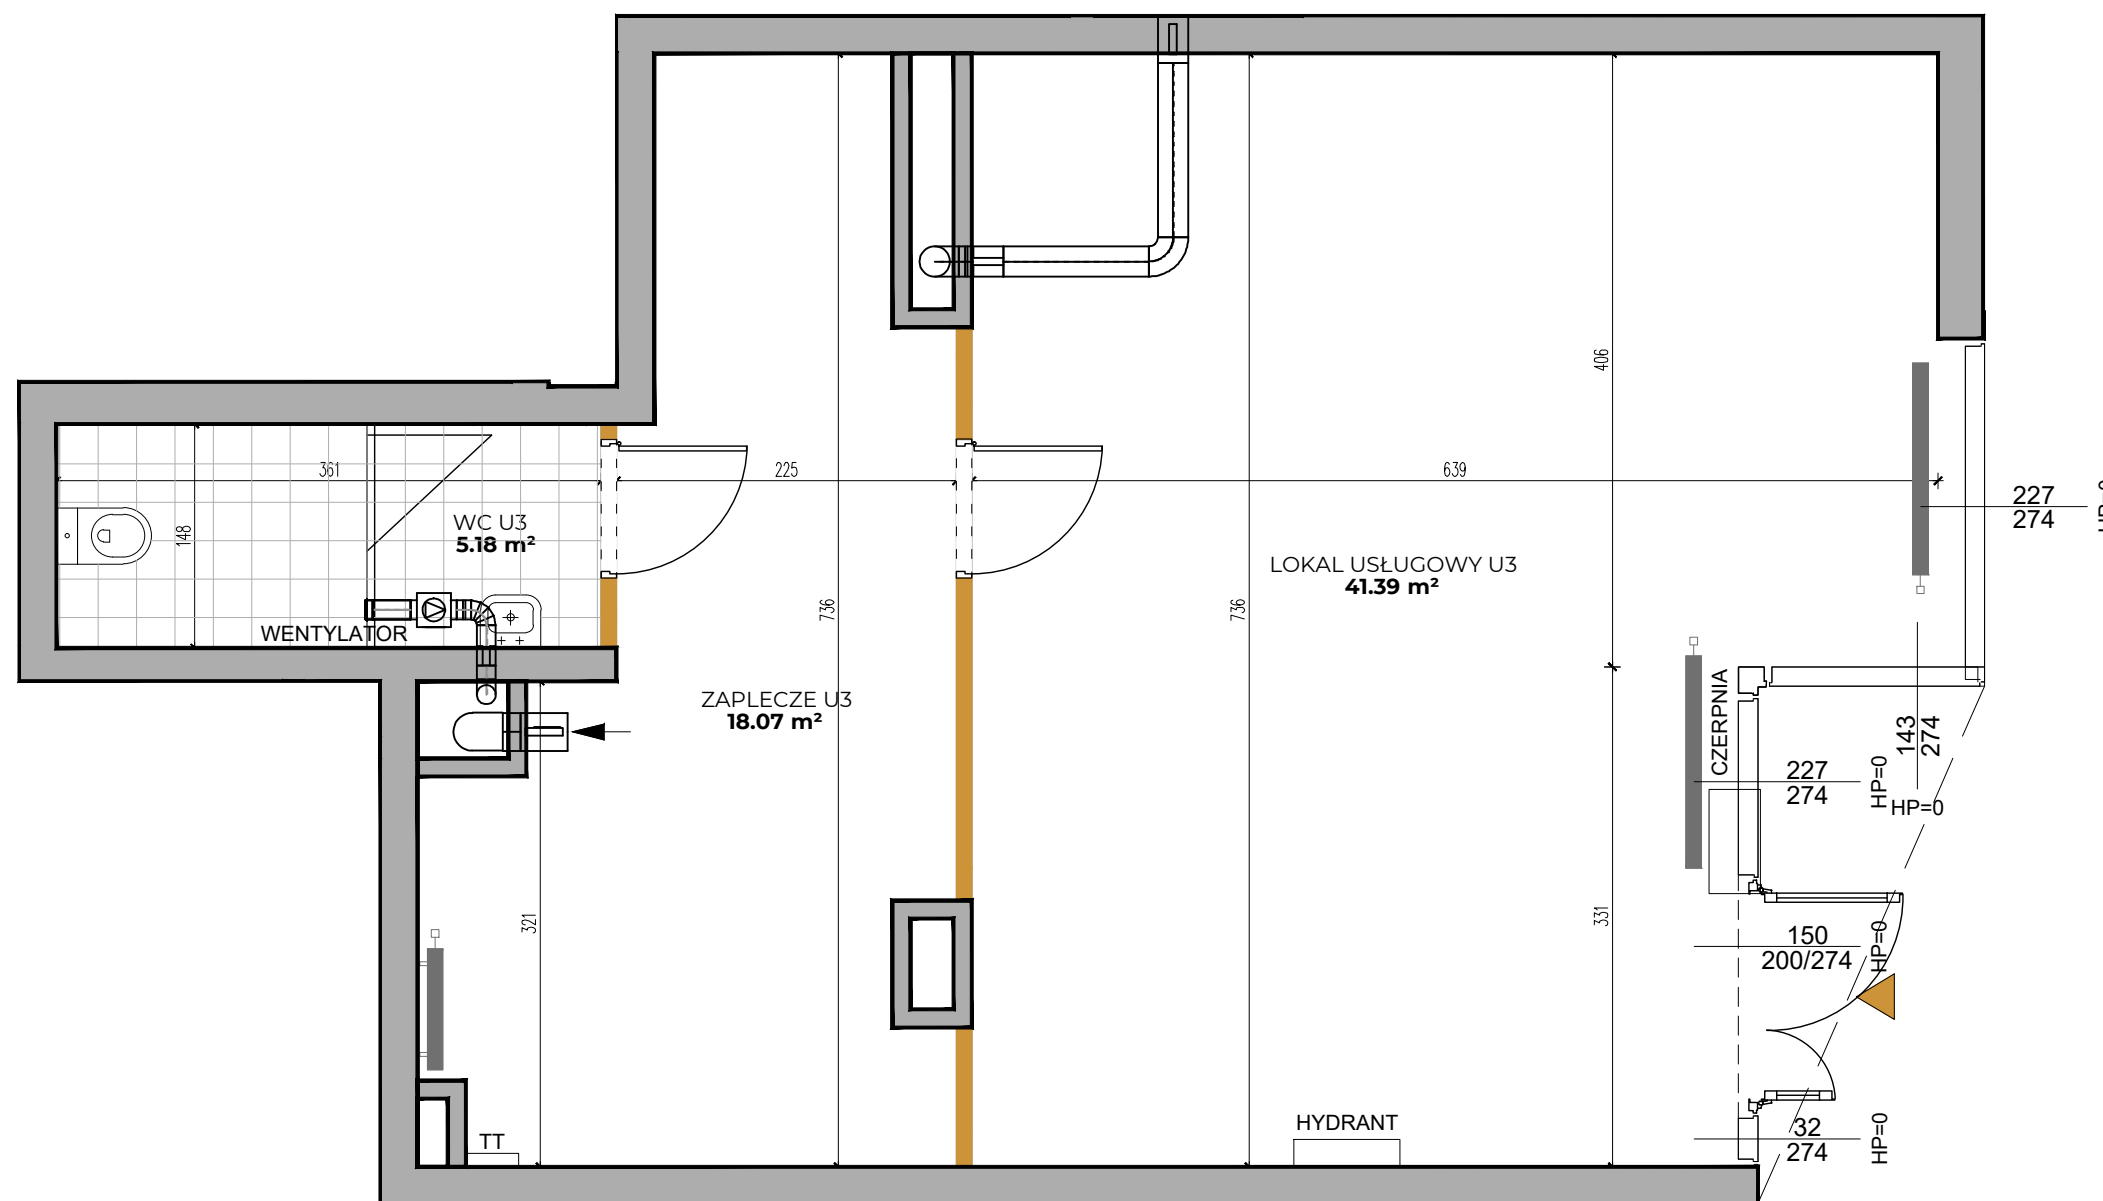 406
361
225
639
227
274
HP=0
WC U3
5.18 m²
148
LOKAL USŁUGOWY U3
41.39 m²
736
736
WENTYLATOR
ZAPLECZE U3
18.07 m²
CZERPNIA
143
274
HP=0
227
274
HP=0
321
331
150
200/274
HP=0
TT
HYDRANT
32
274
HP=0